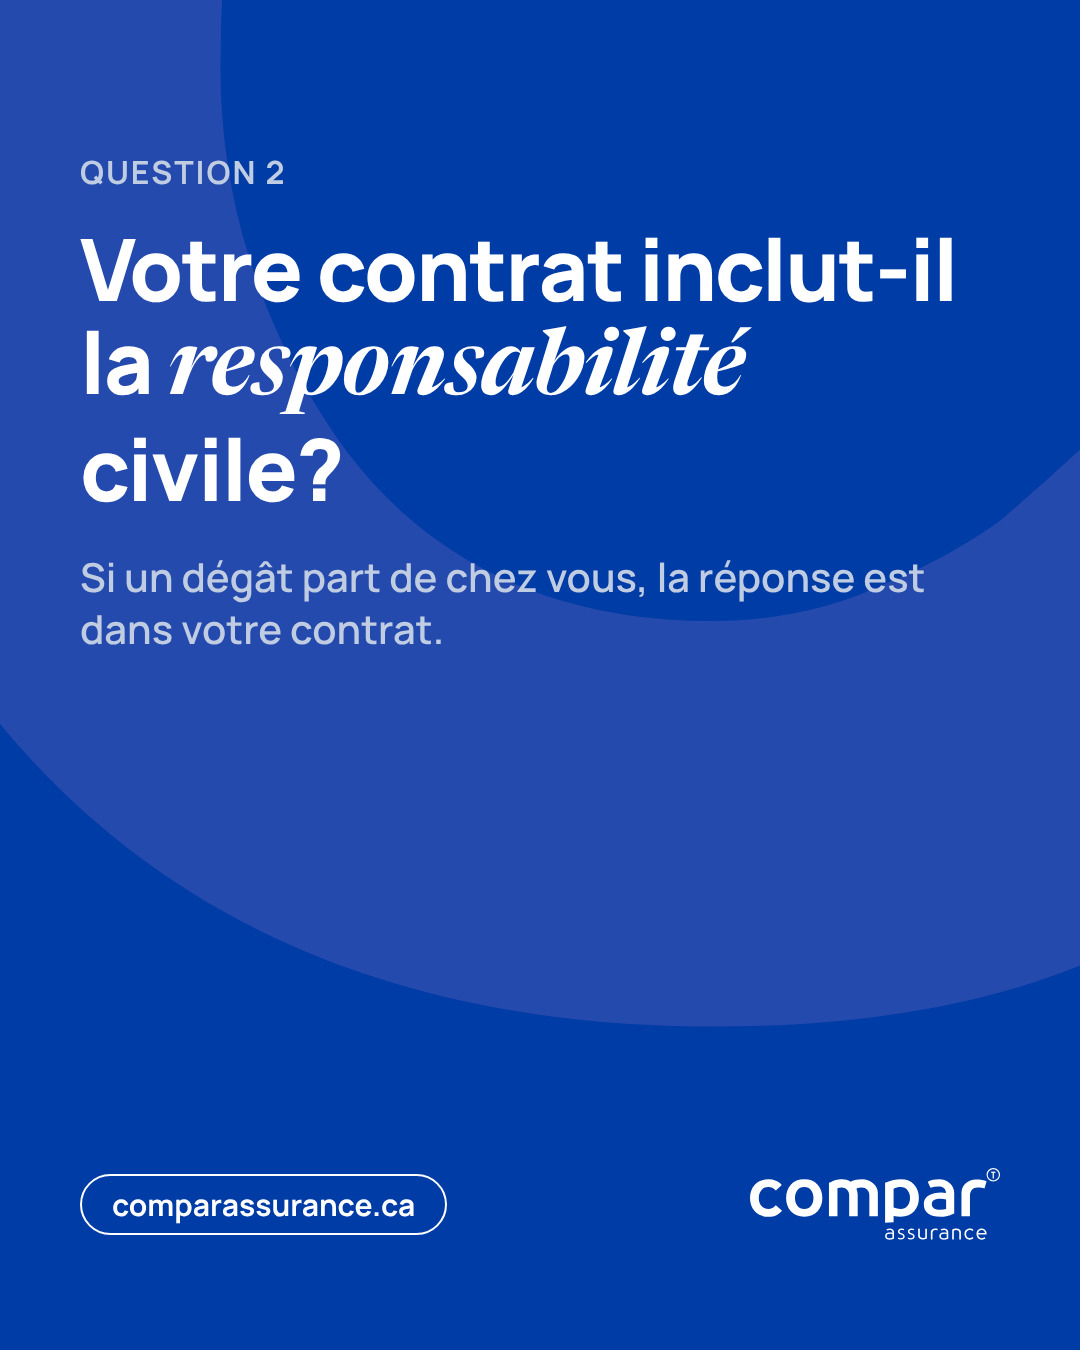 QUESTION 2
Votre contrat inclut-il
la responsabilité
civile?
Si un dégât part de chez vous, la réponse est
dans votre contrat.
comparassurance.ca
compar
assurance